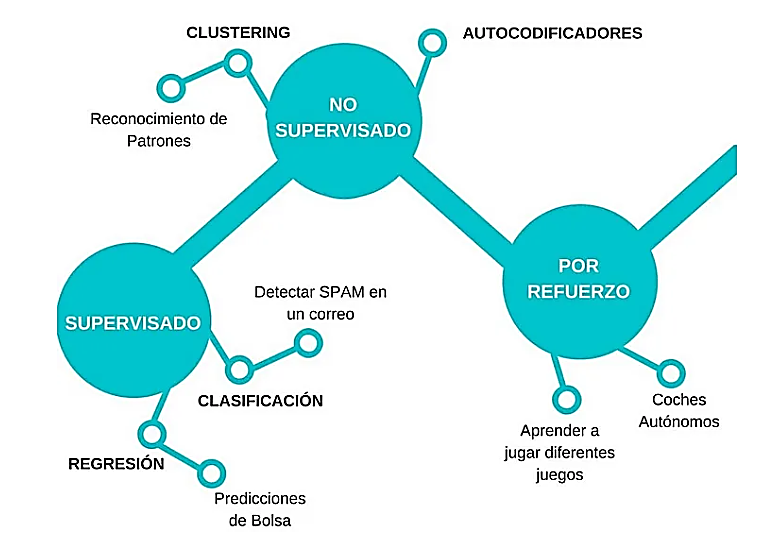 CLUSTERING
AUTOCODIFICADORES
Reconocimiento de
Patrones
NO
SUPERVISADO
SUPERVISADO
Detectar SPAM en
un correo
CLASIFICACIÓN
REGRESIÓN
Predicciones
de Bolsa
POR
REFUERZO
Aprender a
jugar diferentes
juegos
Coches
Autónomos